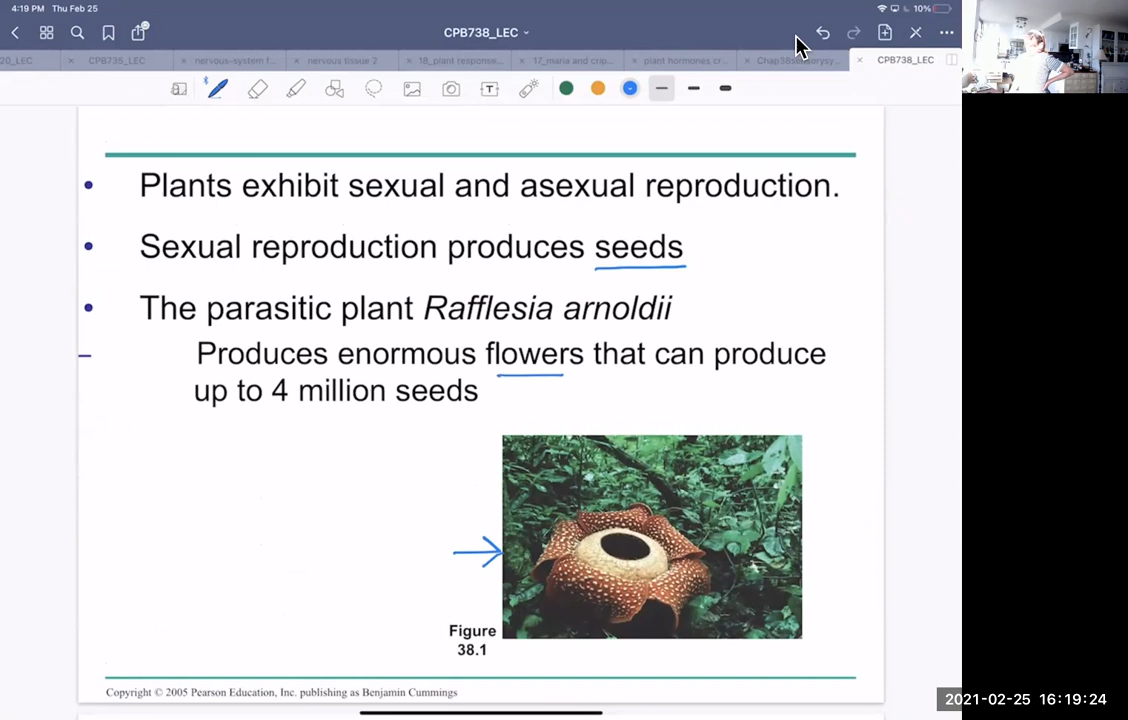 4:19 PM Thu Feb 25
10%
CPB738_LEC
20_LEC
CPB735_LEC
nervous-system f...
nervous tissue 2
18_plant response...
17_maria and crip...
plant hormones cr...
CPB738_LEC
• Plants exhibit sexual and asexual reproduction.
• Sexual reproduction produces seeds
• The parasitic plant Rafflesia arnoldii
– Produces enormous flowers that can produce
up to 4 million seeds
Figure
38.1
Copyright © 2005 Pearson Education, Inc. publishing as Benjamin Cummings
2021-02-25 16:19:24